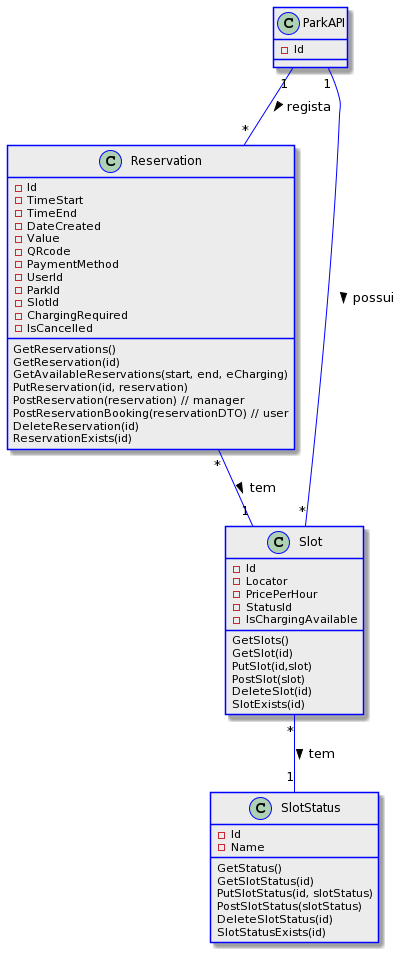 C ParkAPI
Id
1
1
regista
*
C Reservation
Id
TimeStart
TimeEnd
DateCreated
Value
QRcode
PaymentMethod
UserId
ParkId
SlotId
ChargingRequired
IsCancelled
GetReservations()
GetReservation(id)
GetAvailableReservations(start, end, eCharging)
PutReservation(id, reservation)
PostReservation(reservation) // manager
PostReservationBooking(reservationDTO) // user
DeleteReservation(id)
ReservationExists(id)
possui
*
tem
1
*
C Slot
Id
Locator
PricePerHour
StatusId
IsChargingAvailable
GetSlots()
GetSlot(id)
PutSlot(id,slot)
PostSlot(slot)
DeleteSlot(id)
SlotExists(id)
*
tem
1
C SlotStatus
Id
Name
GetStatus()
GetSlotStatus(id)
PutSlotStatus(id, slotStatus)
PostSlotStatus(slotStatus)
DeleteSlotStatus(id)
SlotStatusExists(id)